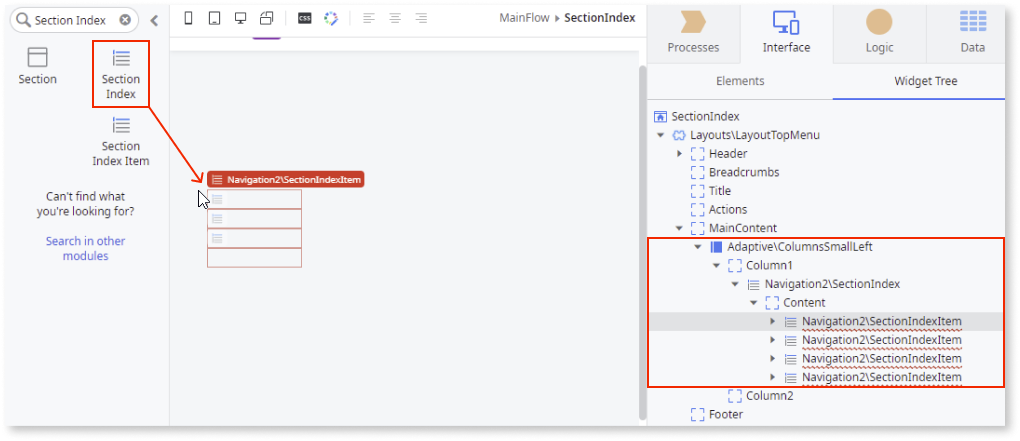 Section Index
Section
Section
Index
Section
Index Item
Can't find what
you're looking for?
Search in other
modules
CSS
MainFlow
SectionIndex
Navigation2\SectionIndexItem
Processes
Interface
Logic
Data
Elements
Widget Tree
SectionIndex
Layouts\LayoutTopMenu
Header
Breadcrumbs
Title
Actions
MainContent
Adaptive\ColumnsSmallLeft
Column1
Navigation2\SectionIndex
Content
Navigation2\SectionIndexItem
Navigation2\SectionIndexItem
Navigation2\SectionIndexItem
Navigation2\SectionIndexItem
Column2
Footer